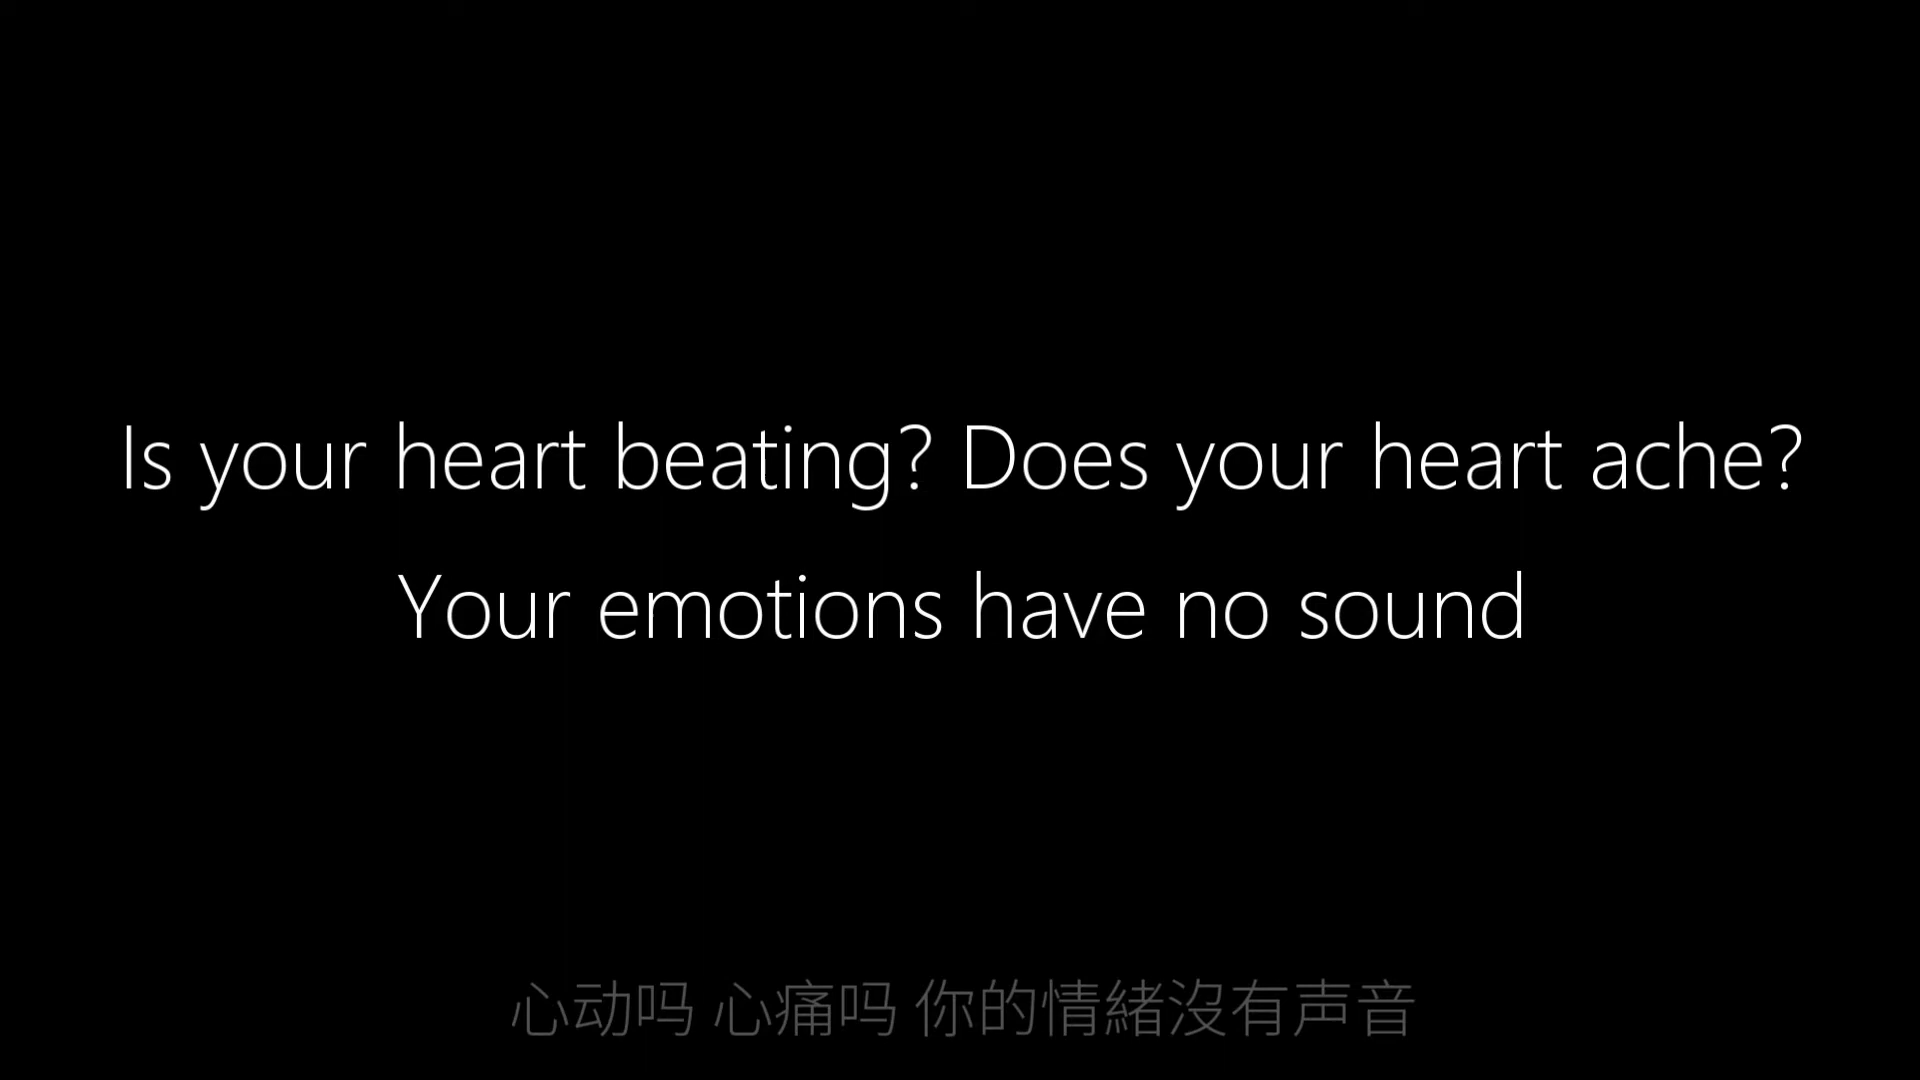 Is your heart beating? Does your heart ache?
Your emotions have no sound
心动吗 心痛吗 你的情緒沒有声音